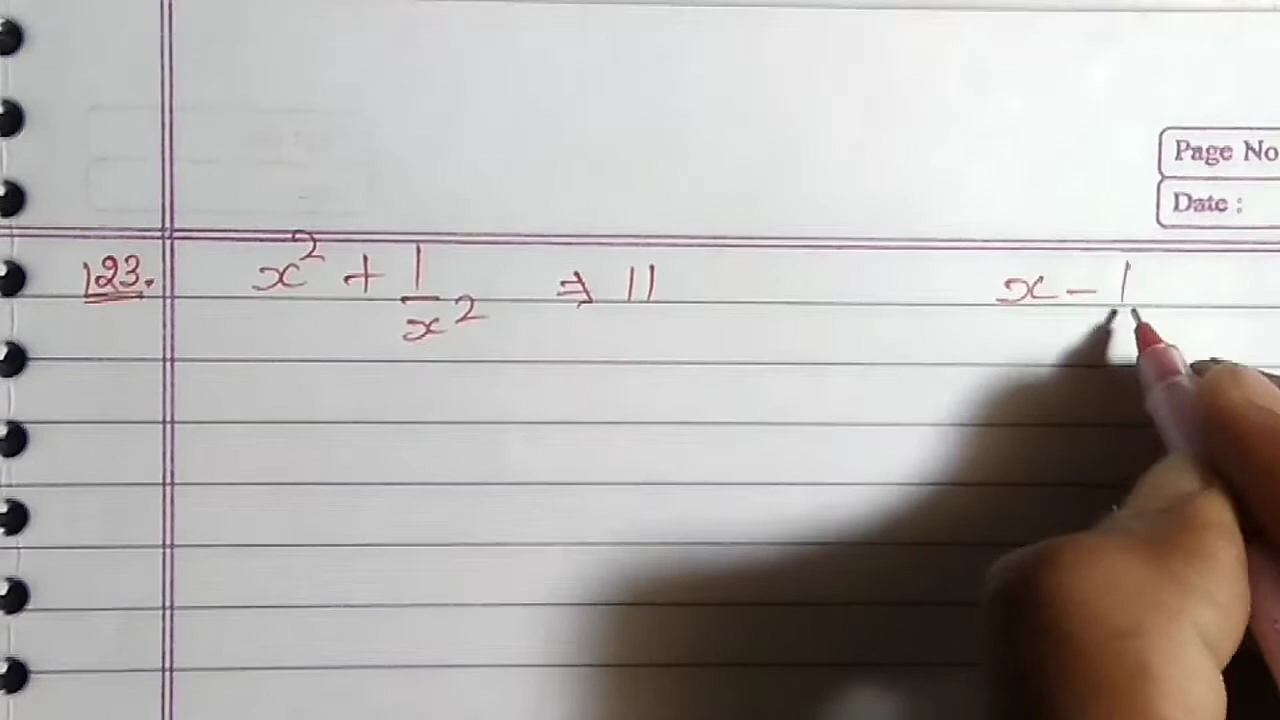 Page No
Date :
123. x² + 1/x² ⇒ 11 x - 1